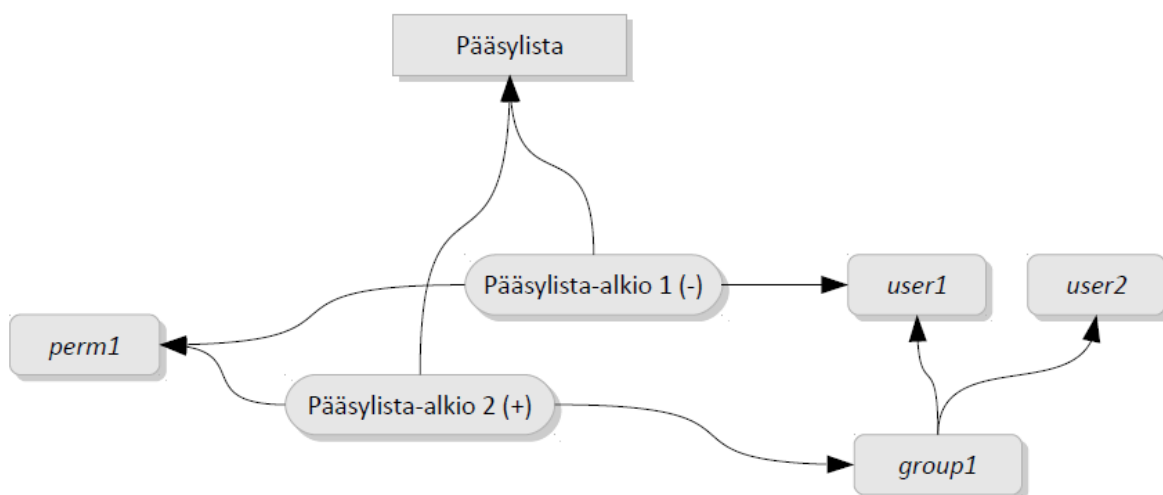 Pääsylista
Pääsylista-alkio 1 (-)
user1
user2
perm1
Pääsylista-alkio 2 (+)
group1